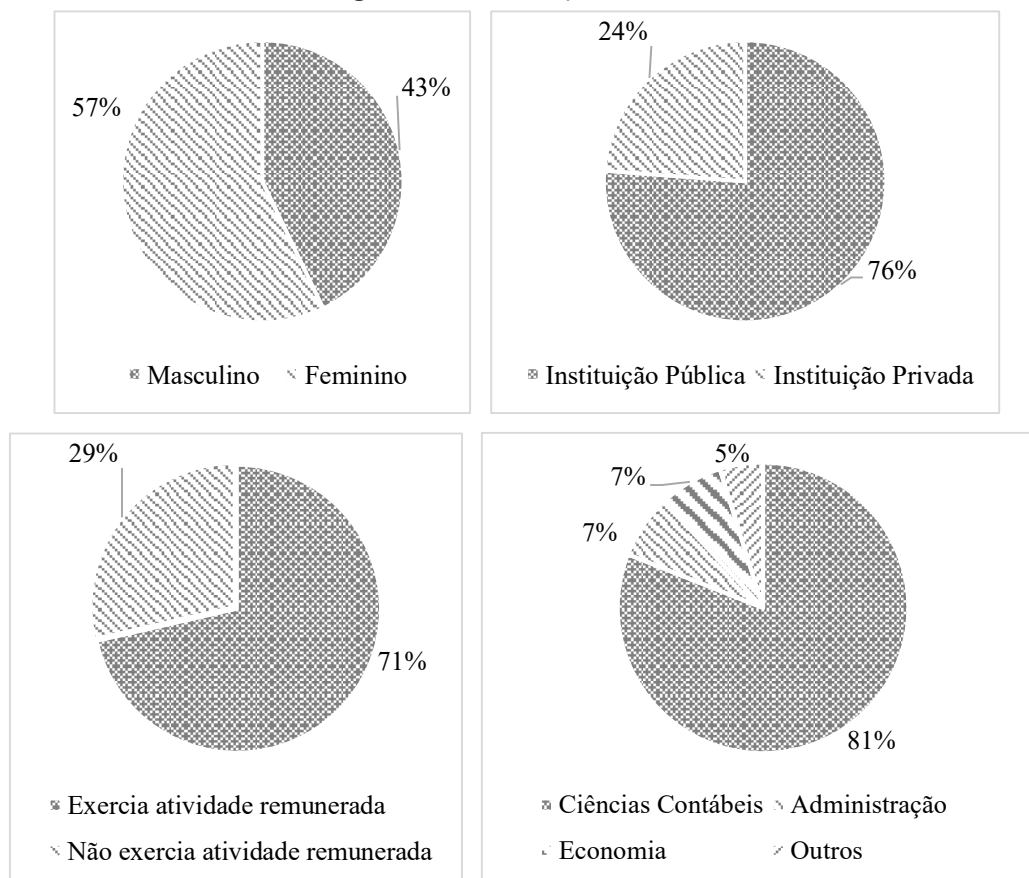 24%
57%
43%
76%
Masculino Feminino
Instituição Pública Instituição Privada
29%
5%
7%
7%
71%
81%
Exercia atividade remunerada
Não exercia atividade remunerada
Ciências Contábeis Administração
Economia Outros